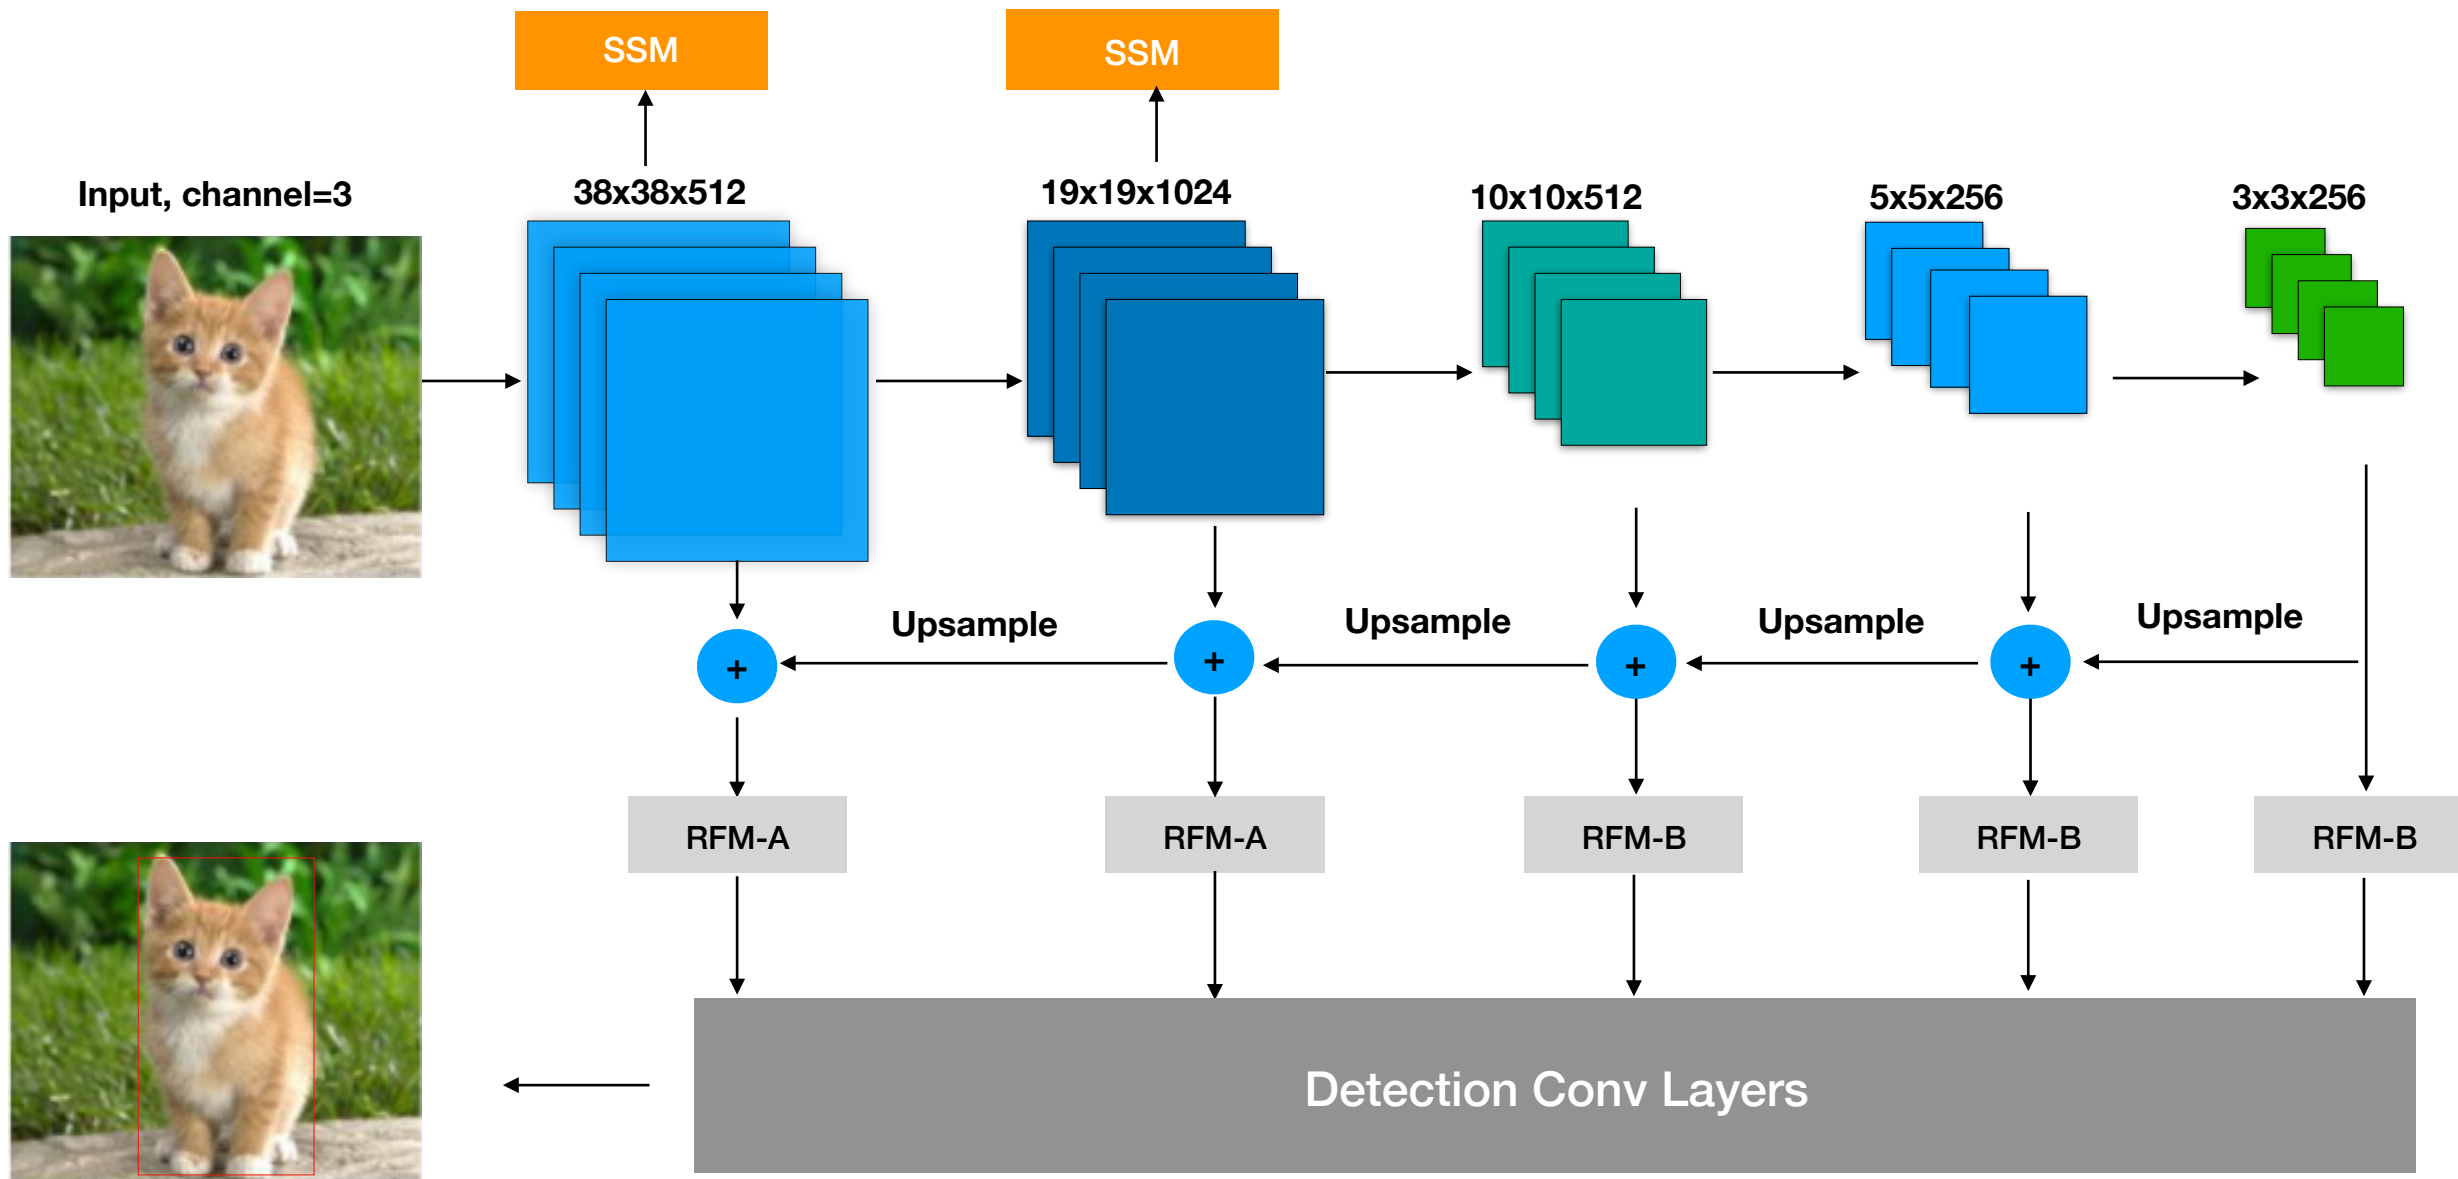 SSM
SSM
Input, channel=3
38x38x512
19x19x1024
10x10x512
5x5x256
3x3x256
Upsample
Upsample
Upsample
Upsample
+
+
+
+
RFM-A
RFM-A
RFM-B
RFM-B
RFM-B
Detection Conv Layers